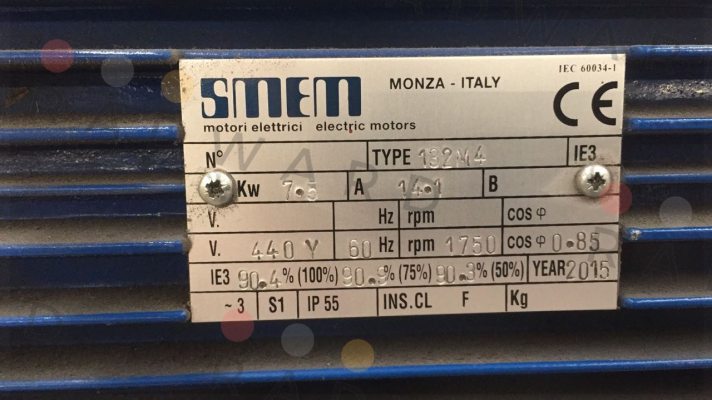 SMEM MONZA - ITALY IEC 60034-1
motori elettrici electric motors CE
N° TYPE 132M4 IE3
Kw 7.5 A 14.1 B
V. Hz rpm COS φ
V. 440 Y 60 Hz rpm 1750 COS φ 0.85
IE3 90.4% (100%) 90.9% (75%) 90.3% (50%) YEAR 2015
~ 3 S1 IP 55 INS.CL F Kg